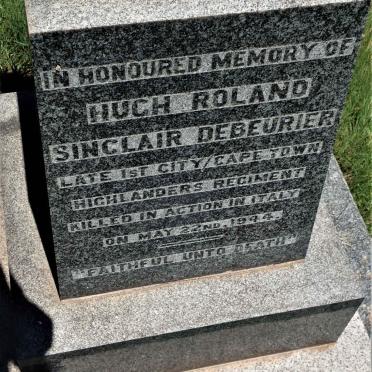 IN HONOURED MEMORY OF
HUGH ROLAND
SINCLAIR DEBEURIER
LATE 1ST CITY/CAPE TOWN
HIGHLANDERS REGIMENT
KILLED IN ACTION IN ITALY
ON MAY 22ND. 1944.
"FAITHFUL UNTO DEATH"